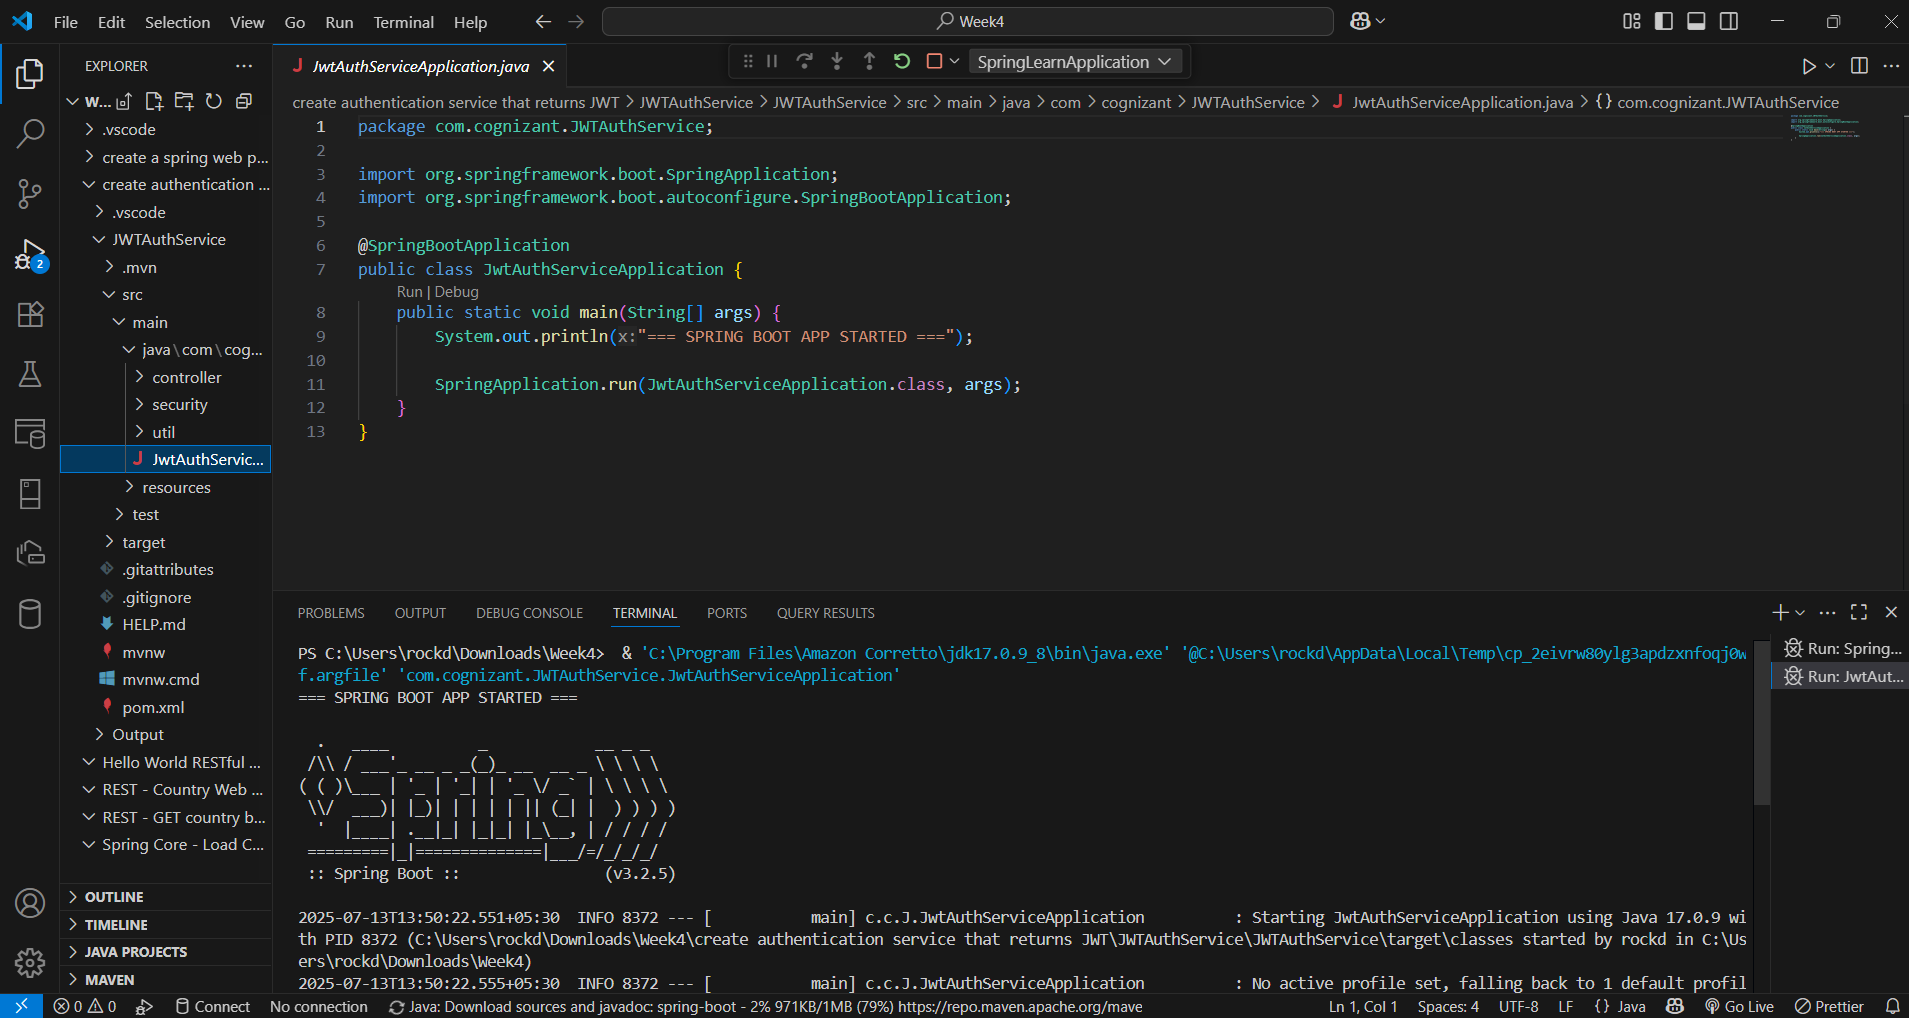 File Edit Selection View Go Run Terminal Help
Week4
EXPLORER
JwtAuthServiceApplication.java
SpringLearnApplication
W...
create authentication service that returns JWT > JWTAuthService > JWTAuthService > src > main > java > com > cognizant > JWTAuthService > J JwtAuthServiceApplication.java > {} com.cognizant.JWTAuthService
.vscode
create a spring web p...
create authentication ...
.vscode
JWTAuthService
.mvn
src
main
java\com\cog...
controller
security
util
J JwtAuthServic...
resources
test
target
.gitattributes
.gitignore
HELP.md
mvnw
mvnw.cmd
pom.xml
Output
Hello World RESTful ...
REST - Country Web ...
REST - GET country b...
Spring Core - Load C...
OUTLINE
TIMELINE
JAVA PROJECTS
MAVEN
2
1 package com.cognizant.JWTAuthService;
2
3 import org.springframework.boot.SpringApplication;
4 import org.springframework.boot.autoconfigure.SpringBootApplication;
5
6 @SpringBootApplication
7 public class JwtAuthServiceApplication {
Run | Debug
8 public static void main(String[] args) {
9 System.out.println(x:"=== SPRING BOOT APP STARTED ===");
10
11 SpringApplication.run(JwtAuthServiceApplication.class, args);
12 }
13 }
PROBLEMS OUTPUT DEBUG CONSOLE TERMINAL PORTS QUERY RESULTS
Run: Spring...
Run: JwtAut...
PS C:\Users\rockd\Downloads\Week4> & 'C:\Program Files\Amazon Corretto\jdk17.0.9_8\bin\java.exe' '@C:\Users\rockd\AppData\Local\Temp\cp_2eivrw80ylg3apdzxnfoqj0w
f.argfile' 'com.cognizant.JWTAuthService.JwtAuthServiceApplication'
=== SPRING BOOT APP STARTED ===
Spring
:: Spring Boot :: (v3.2.5)
2025-07-13T13:50:22.551+05:30 INFO 8372 --- [ main] c.c.J.JwtAuthServiceApplication : Starting JwtAuthServiceApplication using Java 17.0.9 wi
th PID 8372 (C:\Users\rockd\Downloads\Week4\create authentication service that returns JWT\JWTAuthService\JWTAuthService\target\classes started by rockd in C:\Us
ers\rockd\Downloads\Week4)
2025-07-13T13:50:22.555+05:30 INFO 8372 --- [ main] c.c.J.JwtAuthServiceApplication : No active profile set, falling back to 1 default profil
0 0 Connect No connection Java: Download sources and javadoc: spring-boot - 2% 971KB/1MB (79%) https://repo.maven.apache.org/mave Ln 1, Col 1 Spaces: 4 UTF-8 LF {} Java Go Live Prettier